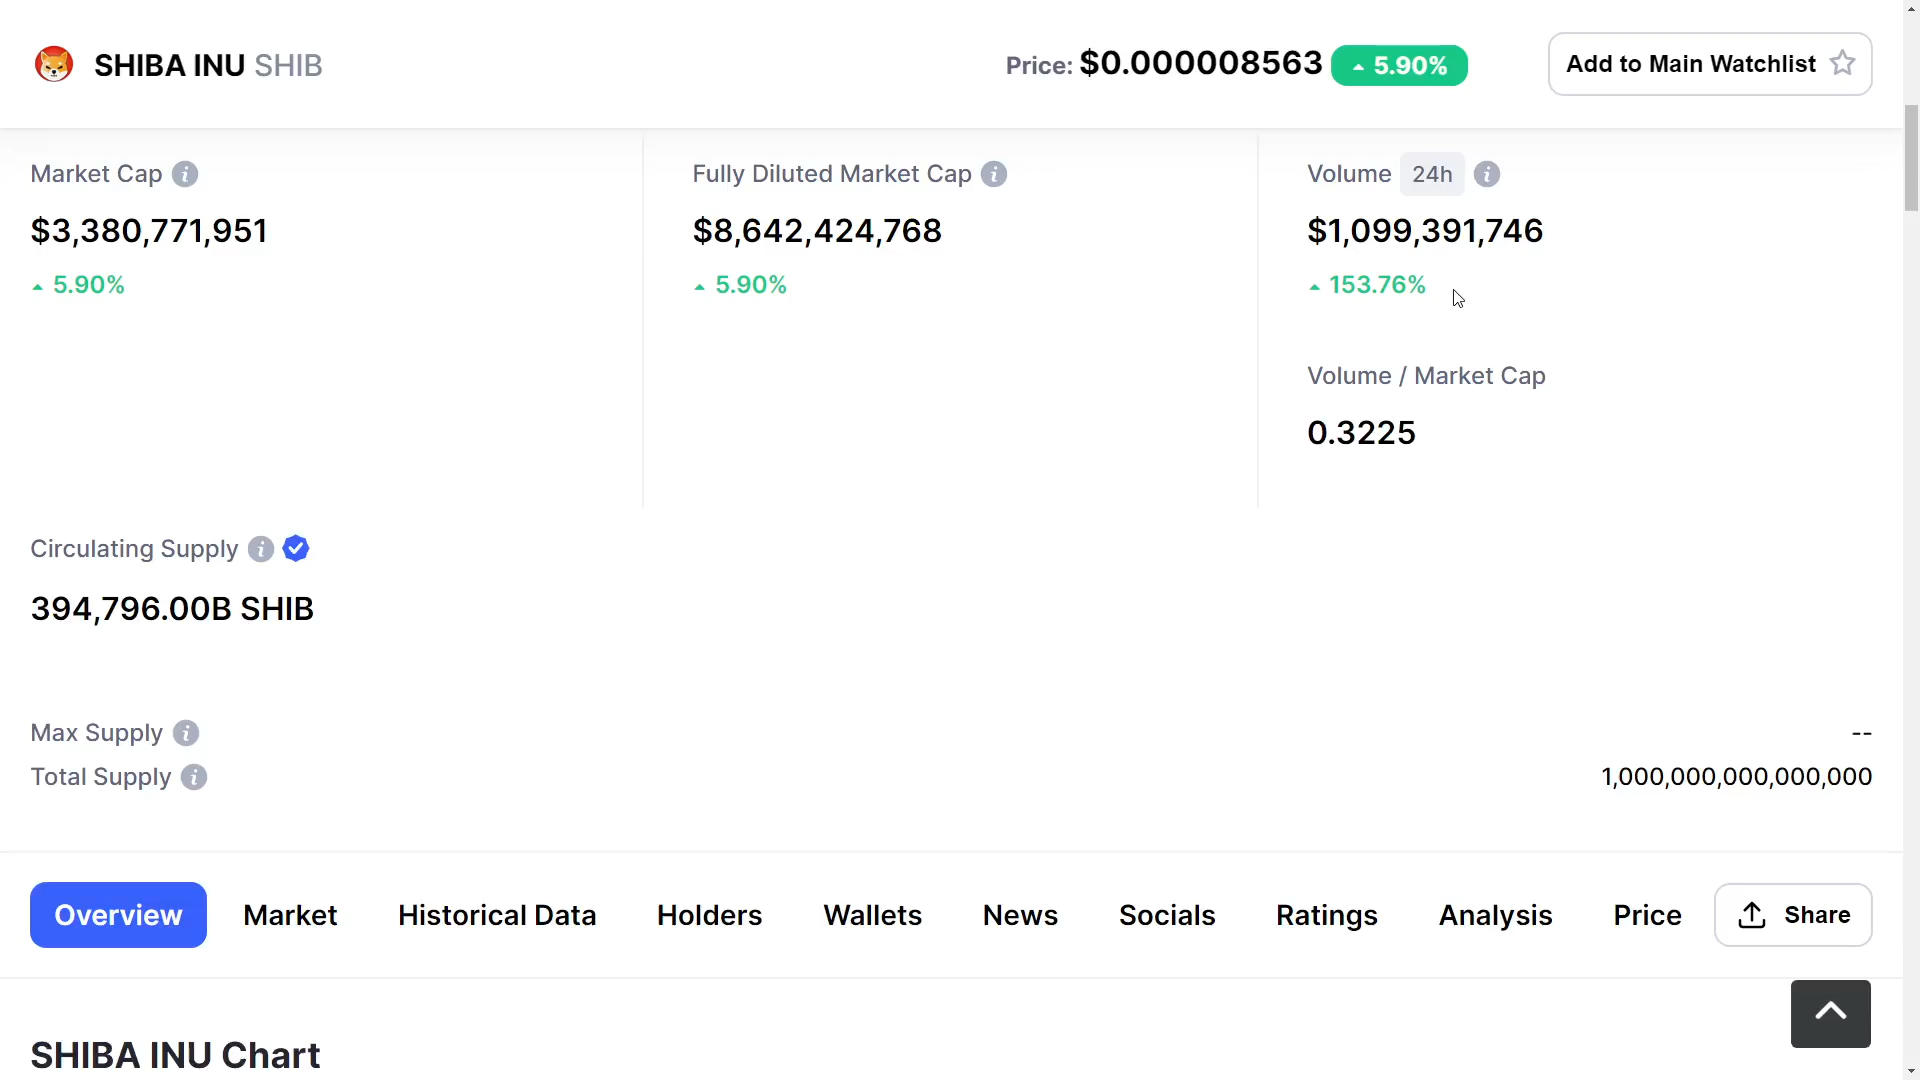 SHIBA INU SHIB
Price: $0.000008563 5.90%
Add to Main Watchlist
Market Cap
$3,380,771,951
5.90%
Fully Diluted Market Cap
$8,642,424,768
5.90%
Volume 24h
$1,099,391,746
153.76%
Volume / Market Cap
0.3225
Circulating Supply
394,796.00B SHIB
Max Supply --
Total Supply 1,000,000,000,000,000
Overview Market Historical Data Holders Wallets News Socials Ratings Analysis Price Share
SHIBA INU Chart